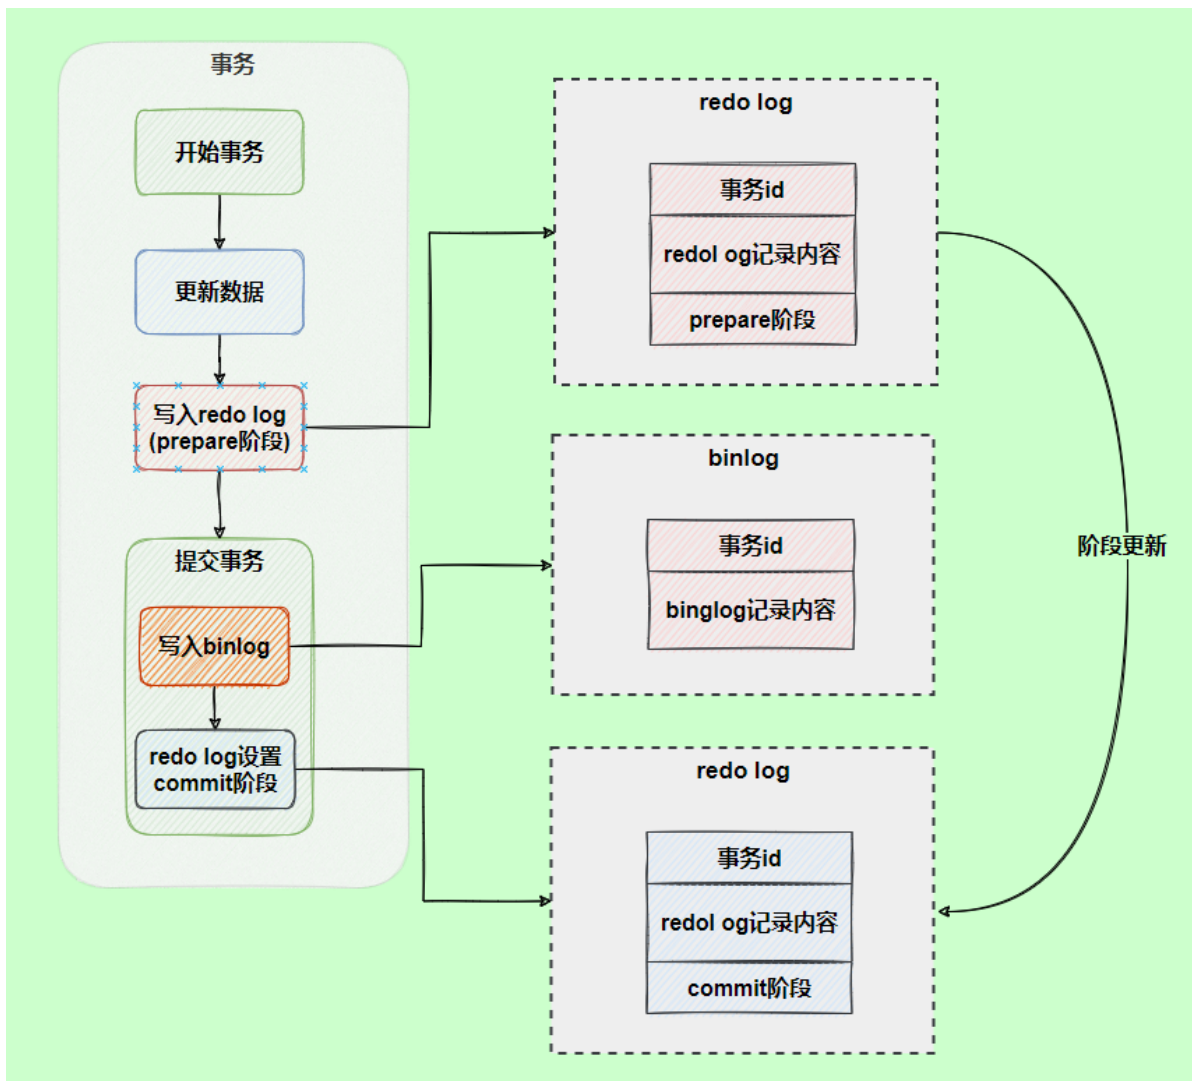 事务
开始事务
更新数据
写入redo log
(prepare阶段)
提交事务
写入binlog
redo log设置
commit阶段
redo log
事务id
redol og记录内容
prepare阶段
binlog
事务id
binglog记录内容
redo log
事务id
redol og记录内容
commit阶段
阶段更新